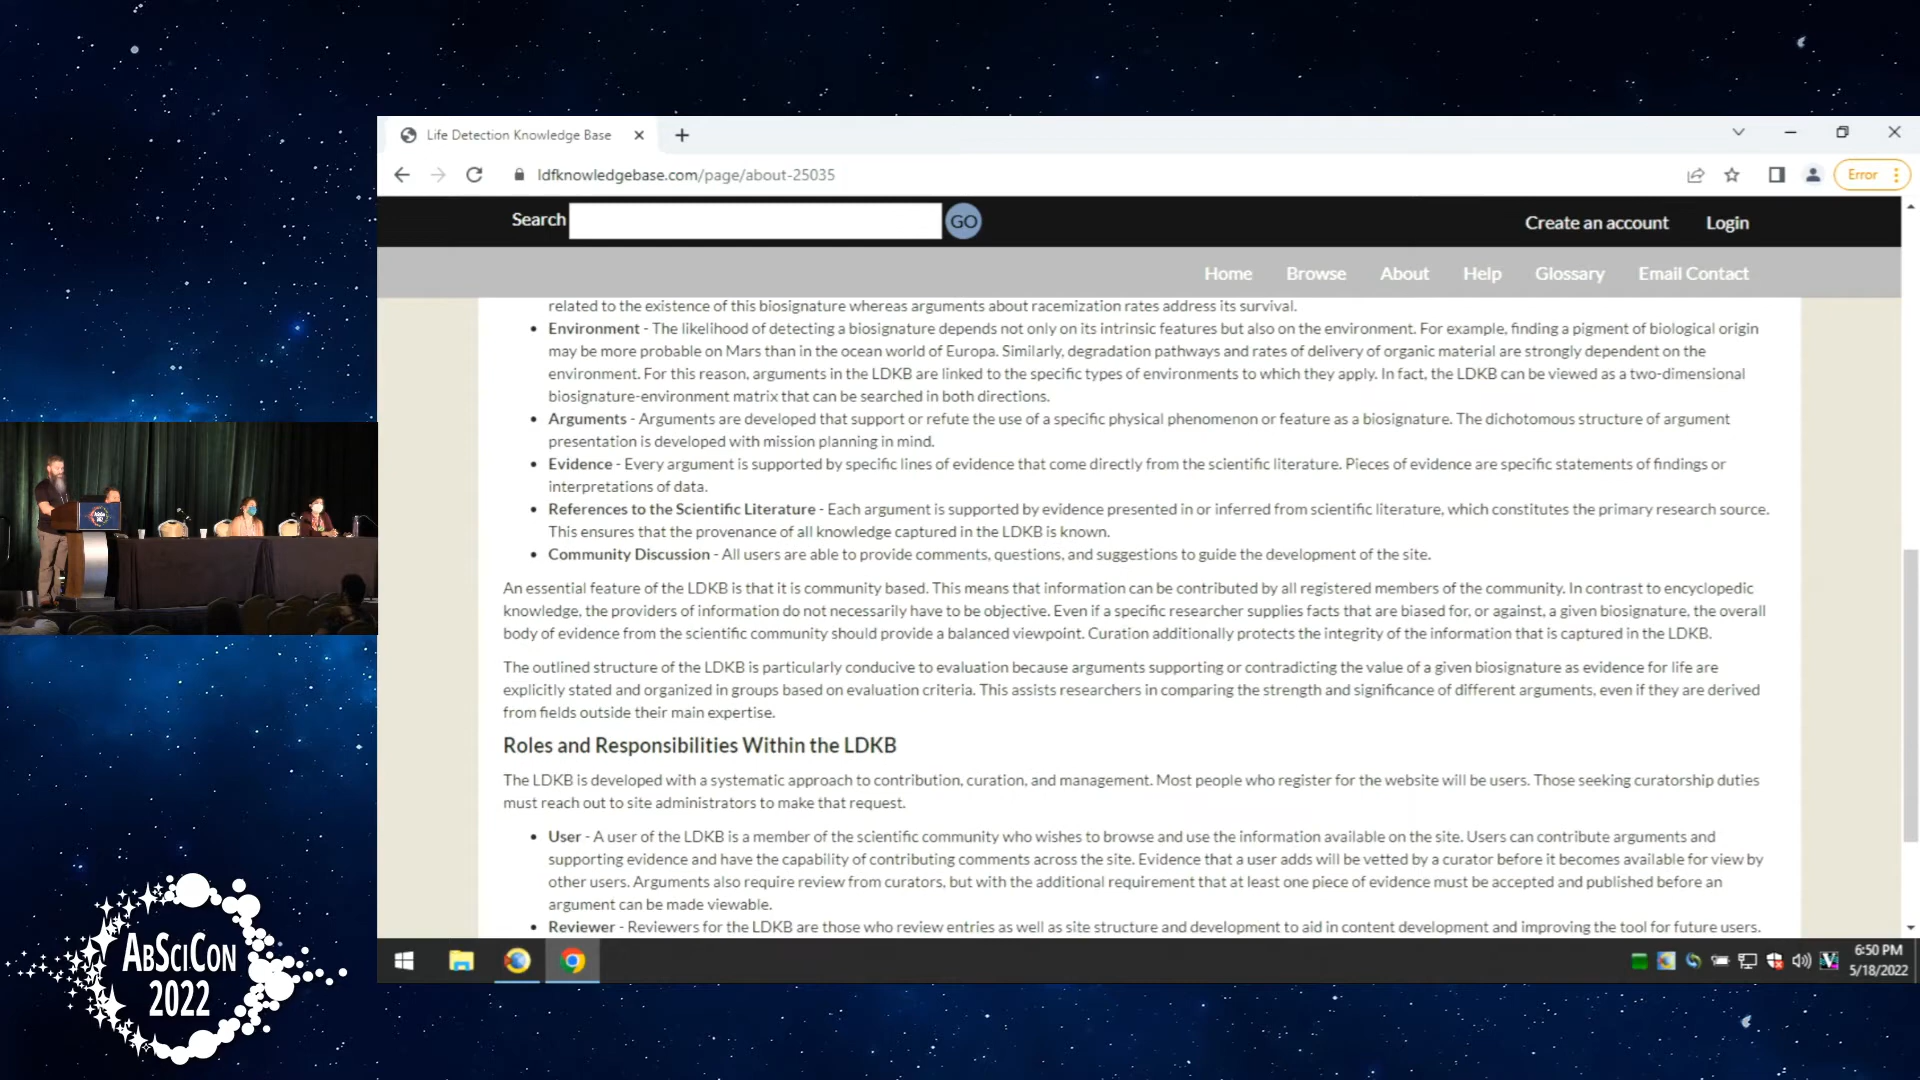 Life Detection Knowledge Base
ldfknowledgebase.com/page/about-25035
Error
Search
GO
Create an account
Login
Home
Browse
About
Help
Glossary
Email Contact
related to the existence of this biosignature whereas arguments about racemization rates address its survival.
Environment - The likelihood of detecting a biosignature depends not only on its intrinsic features but also on the environment. For example, finding a pigment of biological origin
may be more probable on Mars than in the ocean world of Europa. Similarly, degradation pathways and rates of delivery of organic material are strongly dependent on the
environment. For this reason, arguments in the LDKB are linked to the specific types of environments to which they apply. In fact, the LDKB can be viewed as a two-dimensional
biosignature-environment matrix that can be searched in both directions.
Arguments - Arguments are developed that support or refute the use of a specific physical phenomenon or feature as a biosignature. The dichotomous structure of argument
presentation is developed with mission planning in mind.
Evidence - Every argument is supported by specific lines of evidence that come directly from the scientific literature. Pieces of evidence are specific statements of findings or
interpretations of data.
References to the Scientific Literature - Each argument is supported by evidence presented in or inferred from scientific literature, which constitutes the primary research source.
This ensures that the provenance of all knowledge captured in the LDKB is known.
Community Discussion - All users are able to provide comments, questions, and suggestions to guide the development of the site.
An essential feature of the LDKB is that it is community based. This means that information can be contributed by all registered members of the community. In contrast to encyclopedic
knowledge, the providers of information do not necessarily have to be objective. Even if a specific researcher supplies facts that are biased for, or against, a given biosignature, the overall
body of evidence from the scientific community should provide a balanced viewpoint. Curation additionally protects the integrity of the information that is captured in the LDKB.
The outlined structure of the LDKB is particularly conducive to evaluation because arguments supporting or contradicting the value of a given biosignature as evidence for life are
explicitly stated and organized in groups based on evaluation criteria. This assists researchers in comparing the strength and significance of different arguments, even if they are derived
from fields outside their main expertise.
Roles and Responsibilities Within the LDKB
The LDKB is developed with a systematic approach to contribution, curation, and management. Most people who register for the website will be users. Those seeking curatorship duties
must reach out to site administrators to make that request.
User - A user of the LDKB is a member of the scientific community who wishes to browse and use the information available on the site. Users can contribute arguments and
supporting evidence and have the capability of contributing comments across the site. Evidence that a user adds will be vetted by a curator before it becomes available for view by
other users. Arguments also require review from curators, but with the additional requirement that at least one piece of evidence must be accepted and published before an
argument can be made viewable.
Reviewer - Reviewers for the LDKB are those who review entries as well as site structure and development to aid in content development and improving the tool for future users.
6:50 PM
5/18/2022
ABSCICON
2022